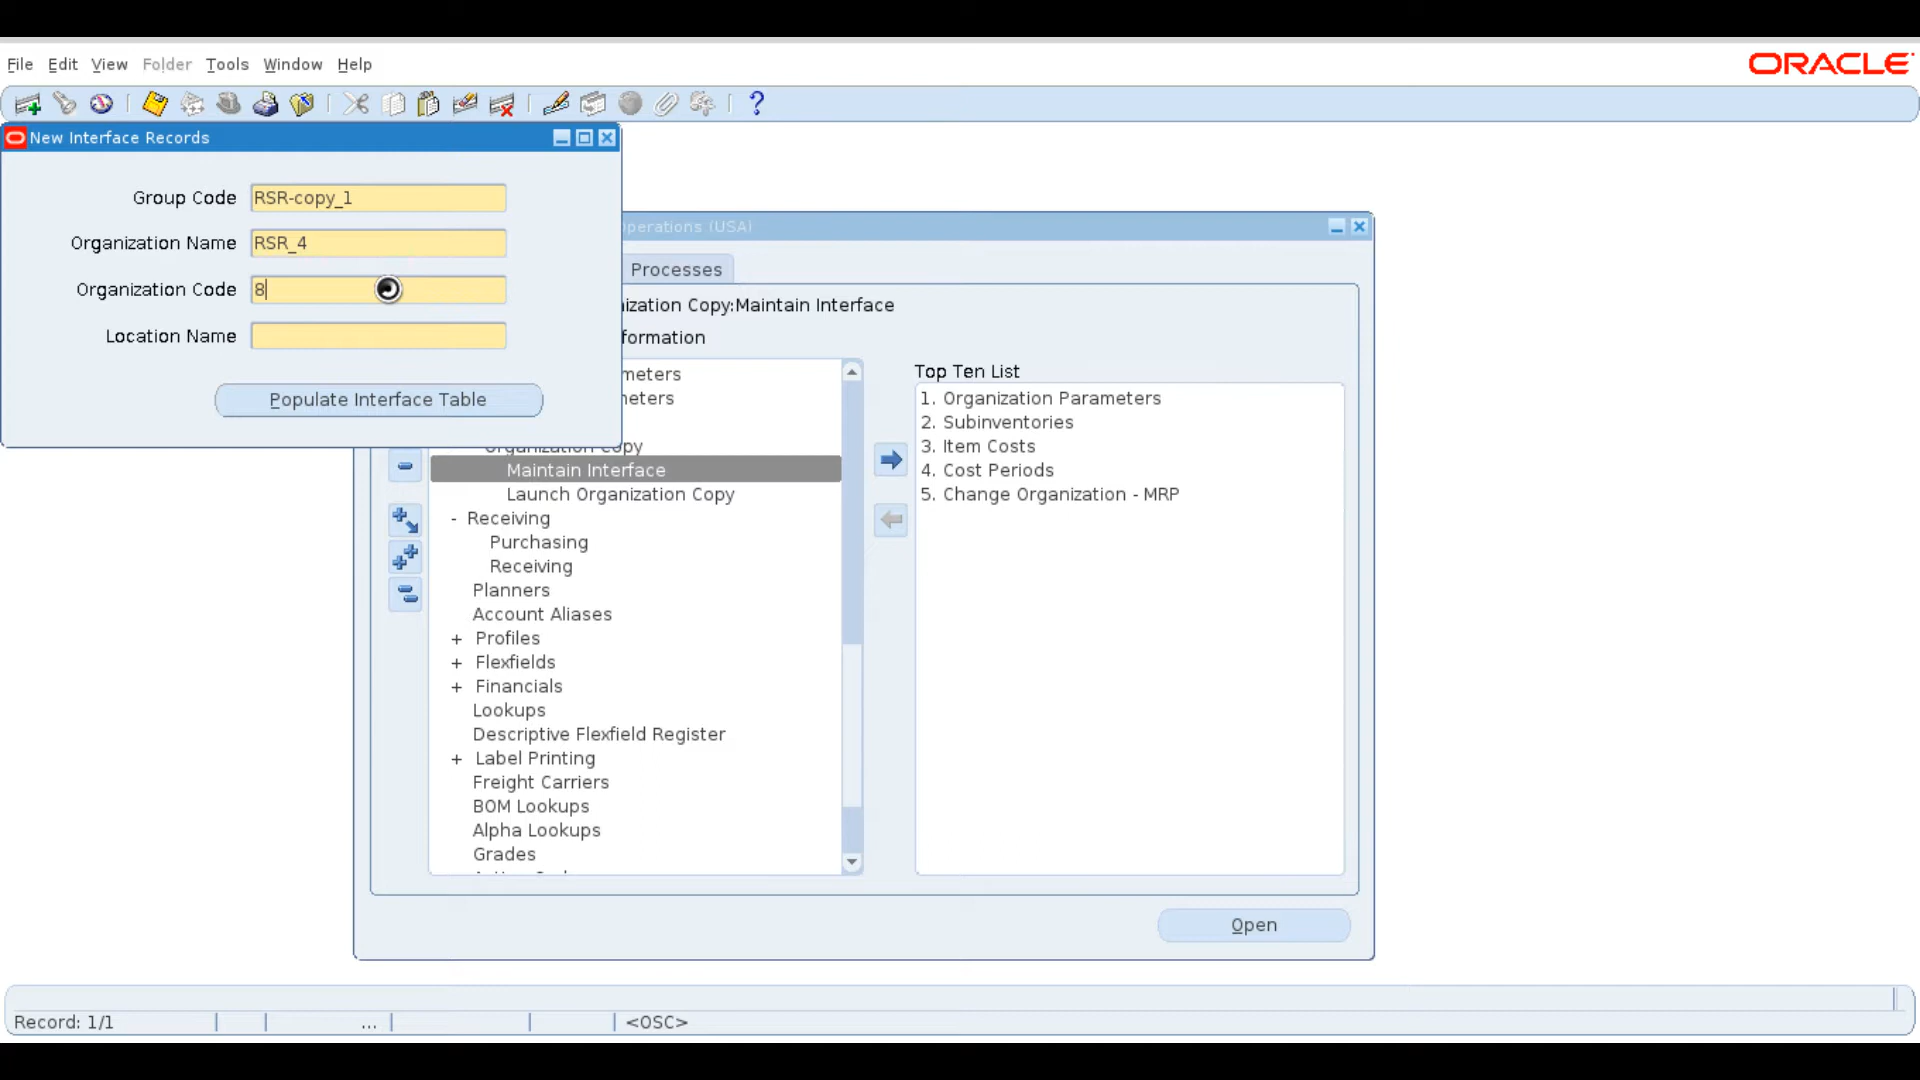 File Edit View Folder Tools Window Help
ORACLE
?
New Interface Records
Group Code RSR-copy_1
Organization Name RSR_4
Organization Code 8
Location Name
Populate Interface Table
Operations (USA)
Processes
ization Copy:Maintain Interface
formation
meters
meters
Organization Copy
Maintain Interface
Launch Organization Copy
- Receiving
Purchasing
Receiving
Planners
Account Aliases
+ Profiles
+ Flexfields
+ Financials
Lookups
Descriptive Flexfield Register
+ Label Printing
Freight Carriers
BOM Lookups
Alpha Lookups
Grades
Top Ten List
1. Organization Parameters
2. Subinventories
3. Item Costs
4. Cost Periods
5. Change Organization - MRP
Open
Record: 1/1 ... <OSC>